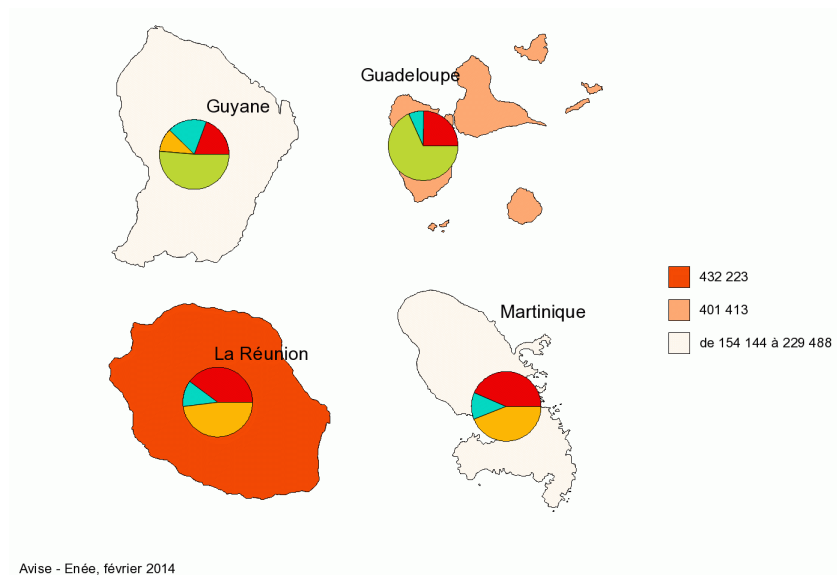 Guadeloupe
Guyane
432 223
401 413
Martinique
de 154 144 à 229 488
La Réunion
Avise - Enée, février 2014